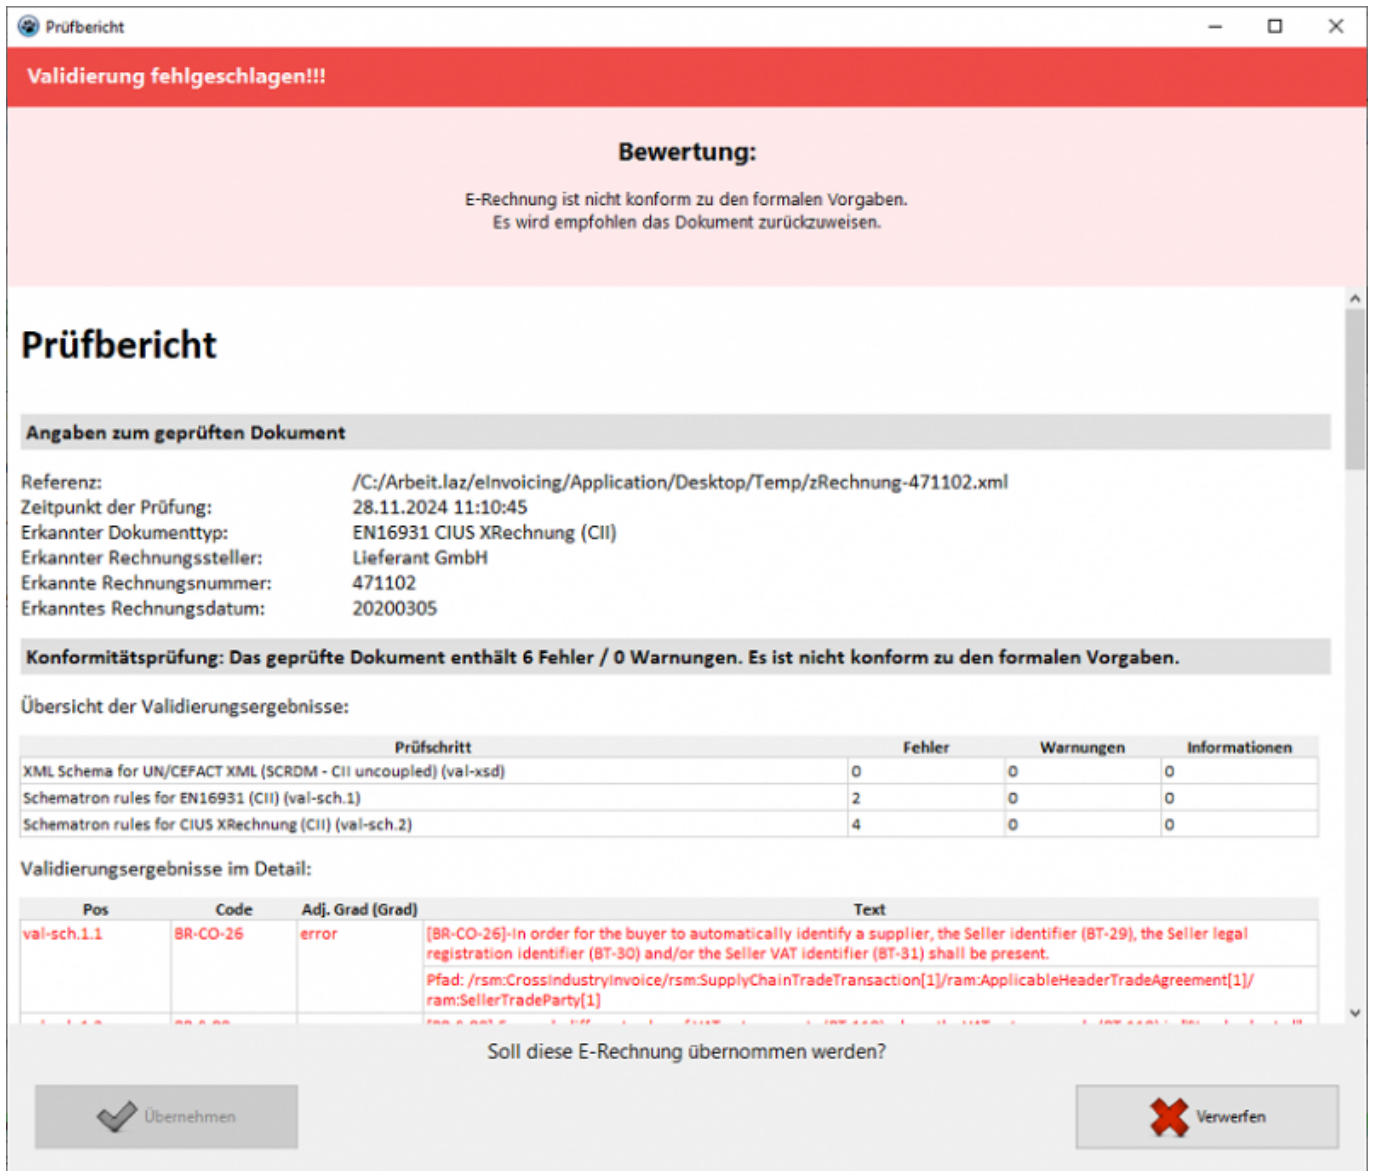 Prüfbericht
Validierung fehlgeschlagen!!!
Bewertung:
E-Rechnung ist nicht konform zu den formalen Vorgaben.
Es wird empfohlen das Dokument zurückzuweisen.
Prüfbericht
Angaben zum geprüften Dokument
Referenz: /C:/Arbeit.laz/eInvoicing/Application/Desktop/Temp/zRechnung-471102.xml
Zeitpunkt der Prüfung: 28.11.2024 11:10:45
Erkannter Dokumenttyp: EN16931 CIUS XRechnung (CII)
Erkannter Rechnungssteller: Lieferant GmbH
Erkannte Rechnungsnummer: 471102
Erkanntes Rechnungsdatum: 20200305
Konformitätsprüfung: Das geprüfte Dokument enthält 6 Fehler / 0 Warnungen. Es ist nicht konform zu den formalen Vorgaben.
Übersicht der Validierungsergebnisse:
Prüfschritt Fehler Warnungen Informationen
XML Schema for UN/CEFACT XML (SCRDM - CII uncoupled) (val-xsd) 0 0 0
Schematron rules for EN16931 (CII) (val-sch.1) 2 0 0
Schematron rules for CIUS XRechnung (CII) (val-sch.2) 4 0 0
Validierungsergebnisse im Detail:
Pos Code Adj. Grad (Grad) Text
val-sch.1.1 BR-CO-26 error [BR-CO-26]-In order for the buyer to automatically identify a supplier, the Seller identifier (BT-29), the Seller legal
registration identifier (BT-30) and/or the Seller VAT identifier (BT-31) shall be present.
Pfad: /rsm:CrossIndustryInvoice/rsm:SupplyChainTradeTransaction[1]/ram:ApplicableHeaderTradeAgreement[1]/
ram:SellerTradeParty[1]
Soll diese E-Rechnung übernommen werden?
Übernehmen
Verwerfen